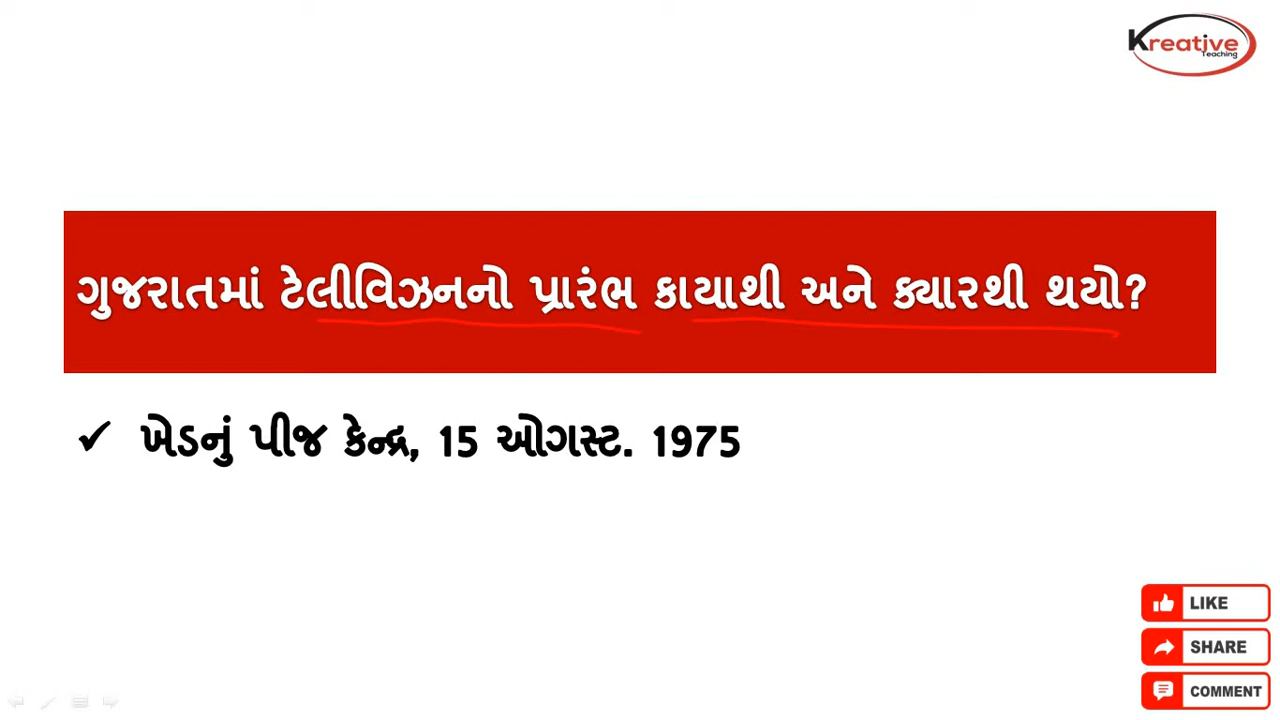 Kreative
Teaching
ગુજરાતમાં ટેલીવિઝનનો પ્રારંભ કાયાથી અને ક્યારથી થયો?
✓ ખેડનું પીજ કેન્દ્ર, 15 ઓગસ્ટ. 1975
LIKE
SHARE
COMMENT